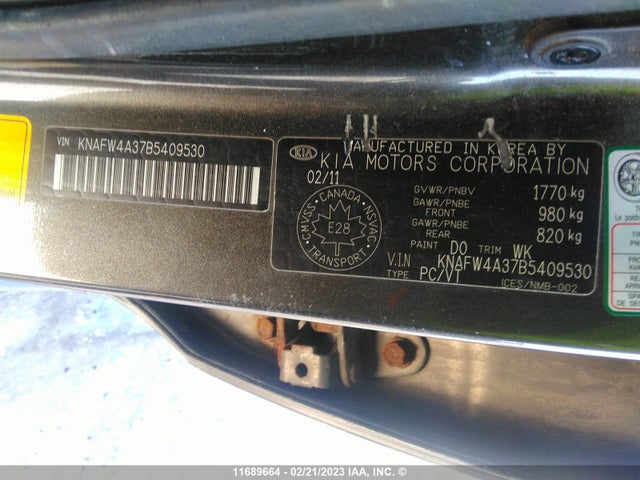 VIN KNAFW4A37B5409530
KIA MANUFACTURED IN KOREA BY
KIA MOTORS CORPORATION
02/11
GVWR/PNBV 1770 kg
GAWR/PNBE
FRONT 980 kg
GAWR/PNBE
REAR 820 kg
PAINT DO TRIM WK
V.I.N KNAFW4A37B5409530
TYPE PC/VT
ICES/NMB-002
CMVSS CANADA NSVAC
E28
TRANSPORT
11689664 - 02/21/2023 IAA, INC. ©